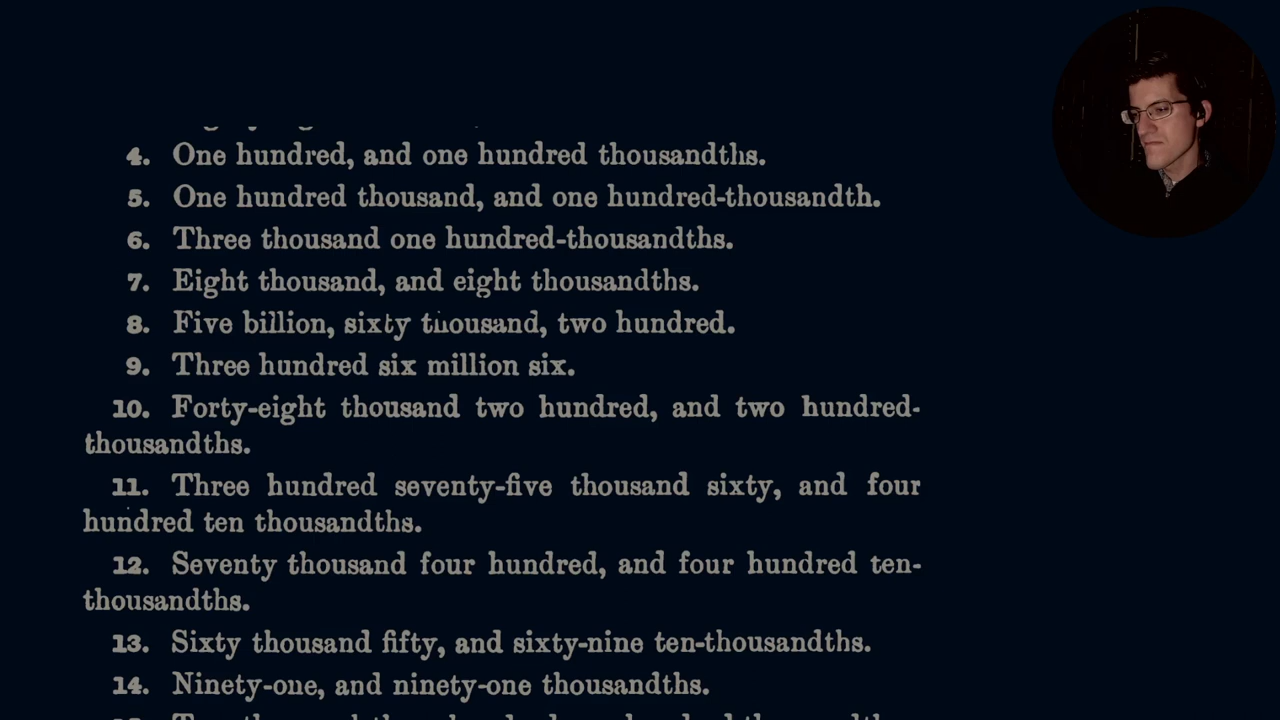 4. One hundred, and one hundred thousandths.
5. One hundred thousand, and one hundred-thousandth.
6. Three thousand one hundred-thousandths.
7. Eight thousand, and eight thousandths.
8. Five billion, sixty thousand, two hundred.
9. Three hundred six million six.
10. Forty-eight thousand two hundred, and two hundred-
thousandths.
11. Three hundred seventy-five thousand sixty, and four
hundred ten thousandths.
12. Seventy thousand four hundred, and four hundred ten-
thousandths.
13. Sixty thousand fifty, and sixty-nine ten-thousandths.
14. Ninety-one, and ninety-one thousandths.